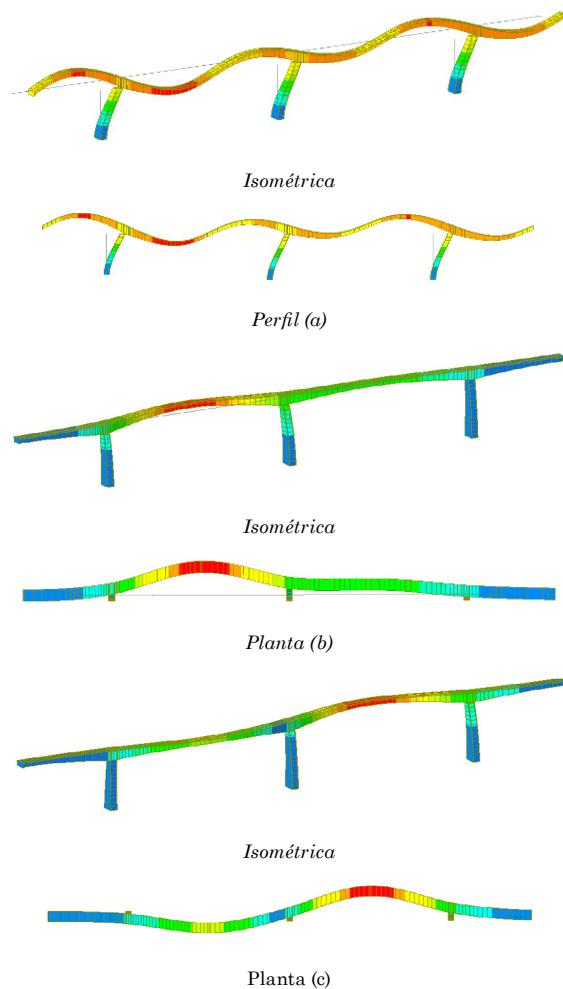 Isométrica
Perfil (a)
Isométrica
Planta (b)
Isométrica
Planta (c)